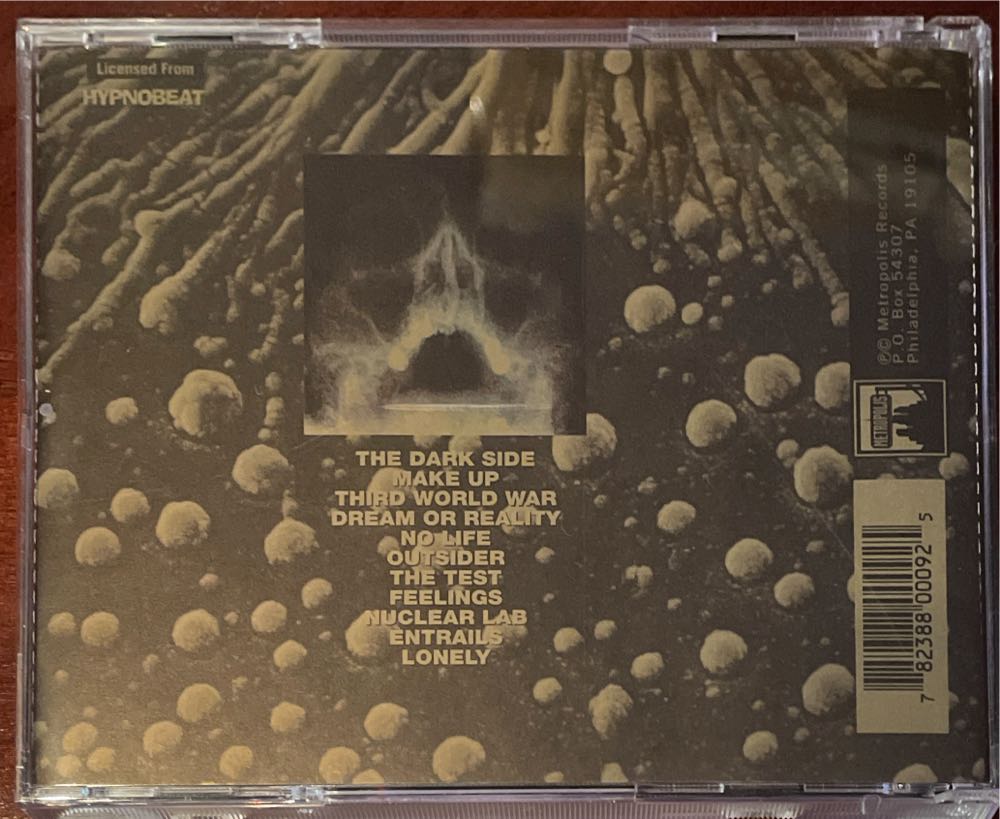 Licensed From
HYPNOBEAT
THE DARK SIDE
MAKE UP
THIRD WORLD WAR
DREAM OR REALITY
NO LIFE
OUTSIDER
THE TEST
FEELINGS
NUCLEAR LAB
ENTRAILS
LONELY
℗© Metropolis Records
P.O. Box 54307
Philadelphia, PA 19105
METROPOLIS
7 82388 00092 5